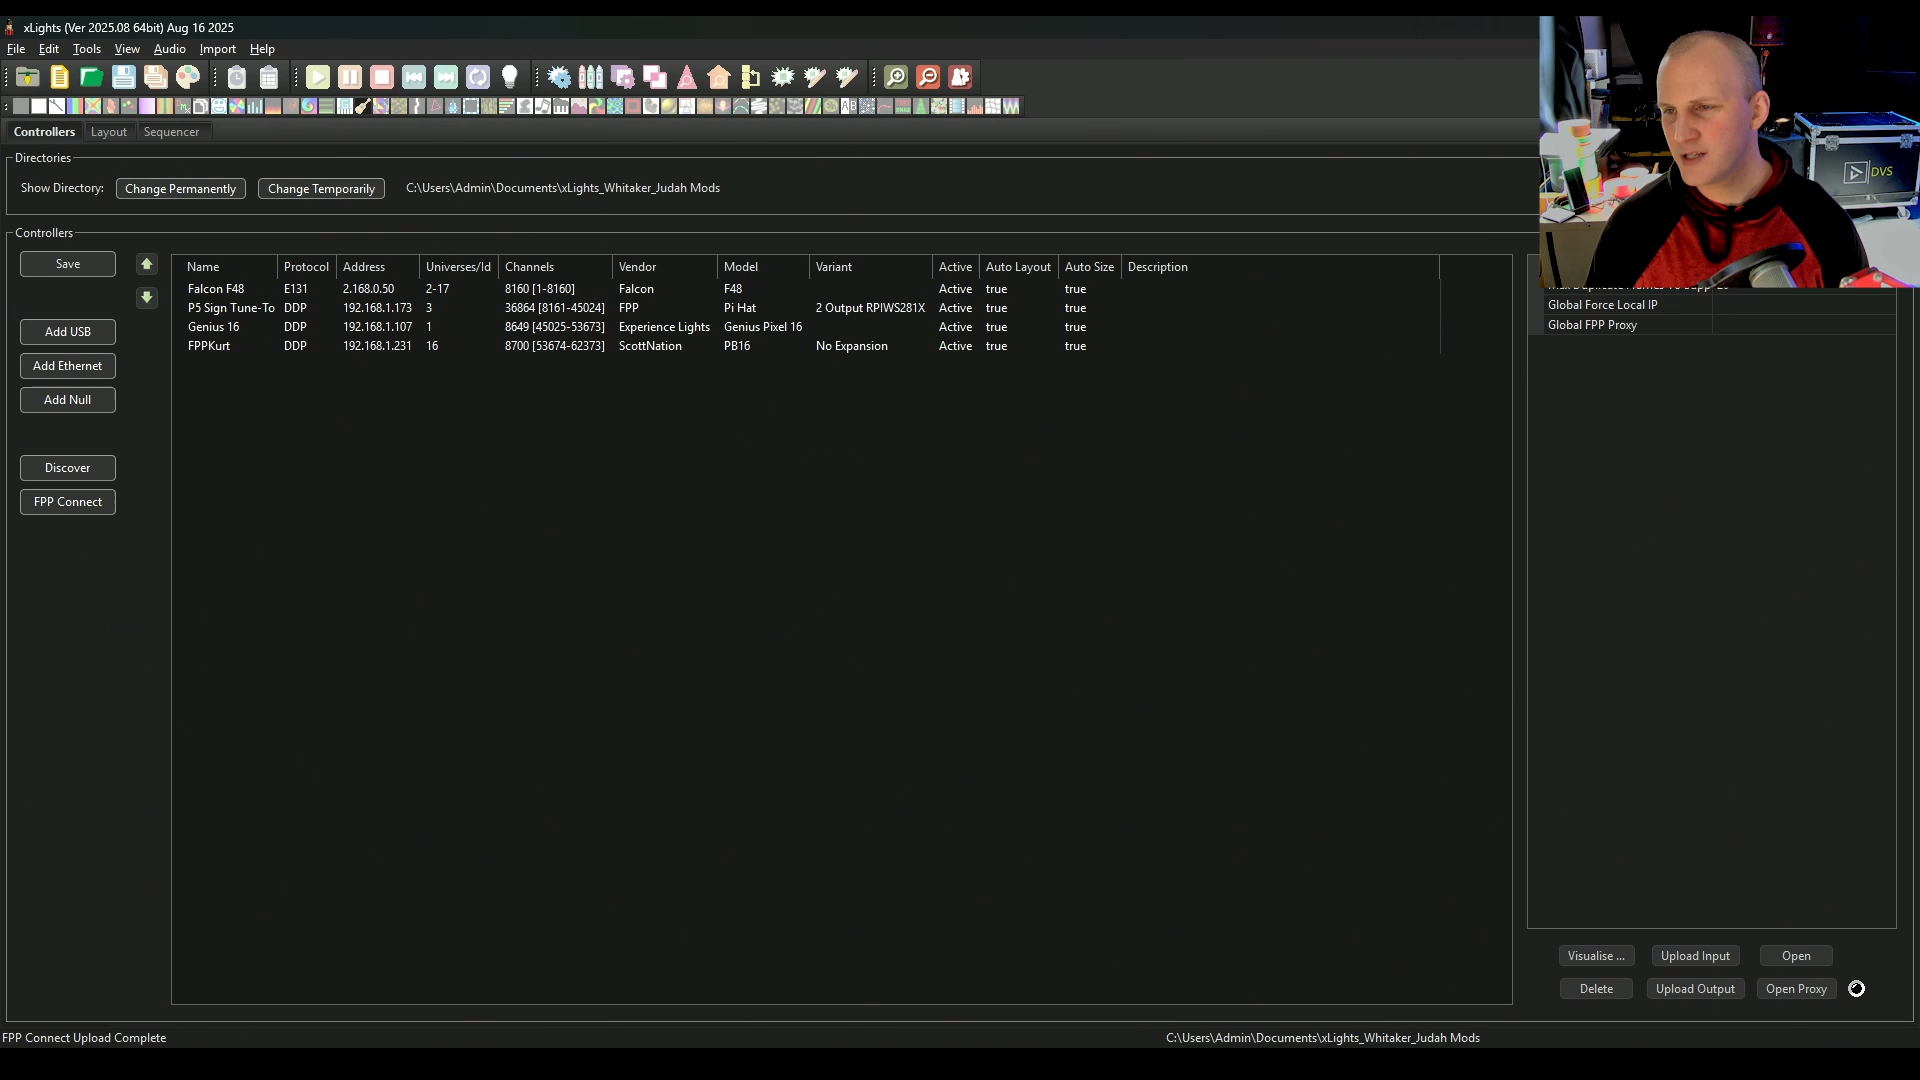 xLights (Ver 2025.08 64bit) Aug 16 2025
File Edit Tools View Audio Import Help
Controllers Layout Sequencer
Directories
Show Directory: Change Permanently Change Temporarily C:\Users\Admin\Documents\xLights_Whitaker_Judah Mods
Controllers
Save
Add USB
Add Ethernet
Add Null
Discover
FPP Connect
Name Protocol Address Universes/Id Channels Vendor Model Variant Active Auto Layout Auto Size Description
Falcon F48 E131 2.168.0.50 2-17 8160 [1-8160] Falcon F48 Active true true
P5 Sign Tune-To DDP 192.168.1.173 3 36864 [8161-45024] FPP Pi Hat 2 Output RPIWS281X Active true true
Genius 16 DDP 192.168.1.107 1 8649 [45025-53673] Experience Lights Genius Pixel 16 Active true true
FPPKurt DDP 192.168.1.231 16 8700 [53674-62373] ScottNation PB16 No Expansion Active true true
DVS
Global Force Local IP
Global FPP Proxy
Visualise ... Upload Input Open
Delete Upload Output Open Proxy
FPP Connect Upload Complete C:\Users\Admin\Documents\xLights_Whitaker_Judah Mods